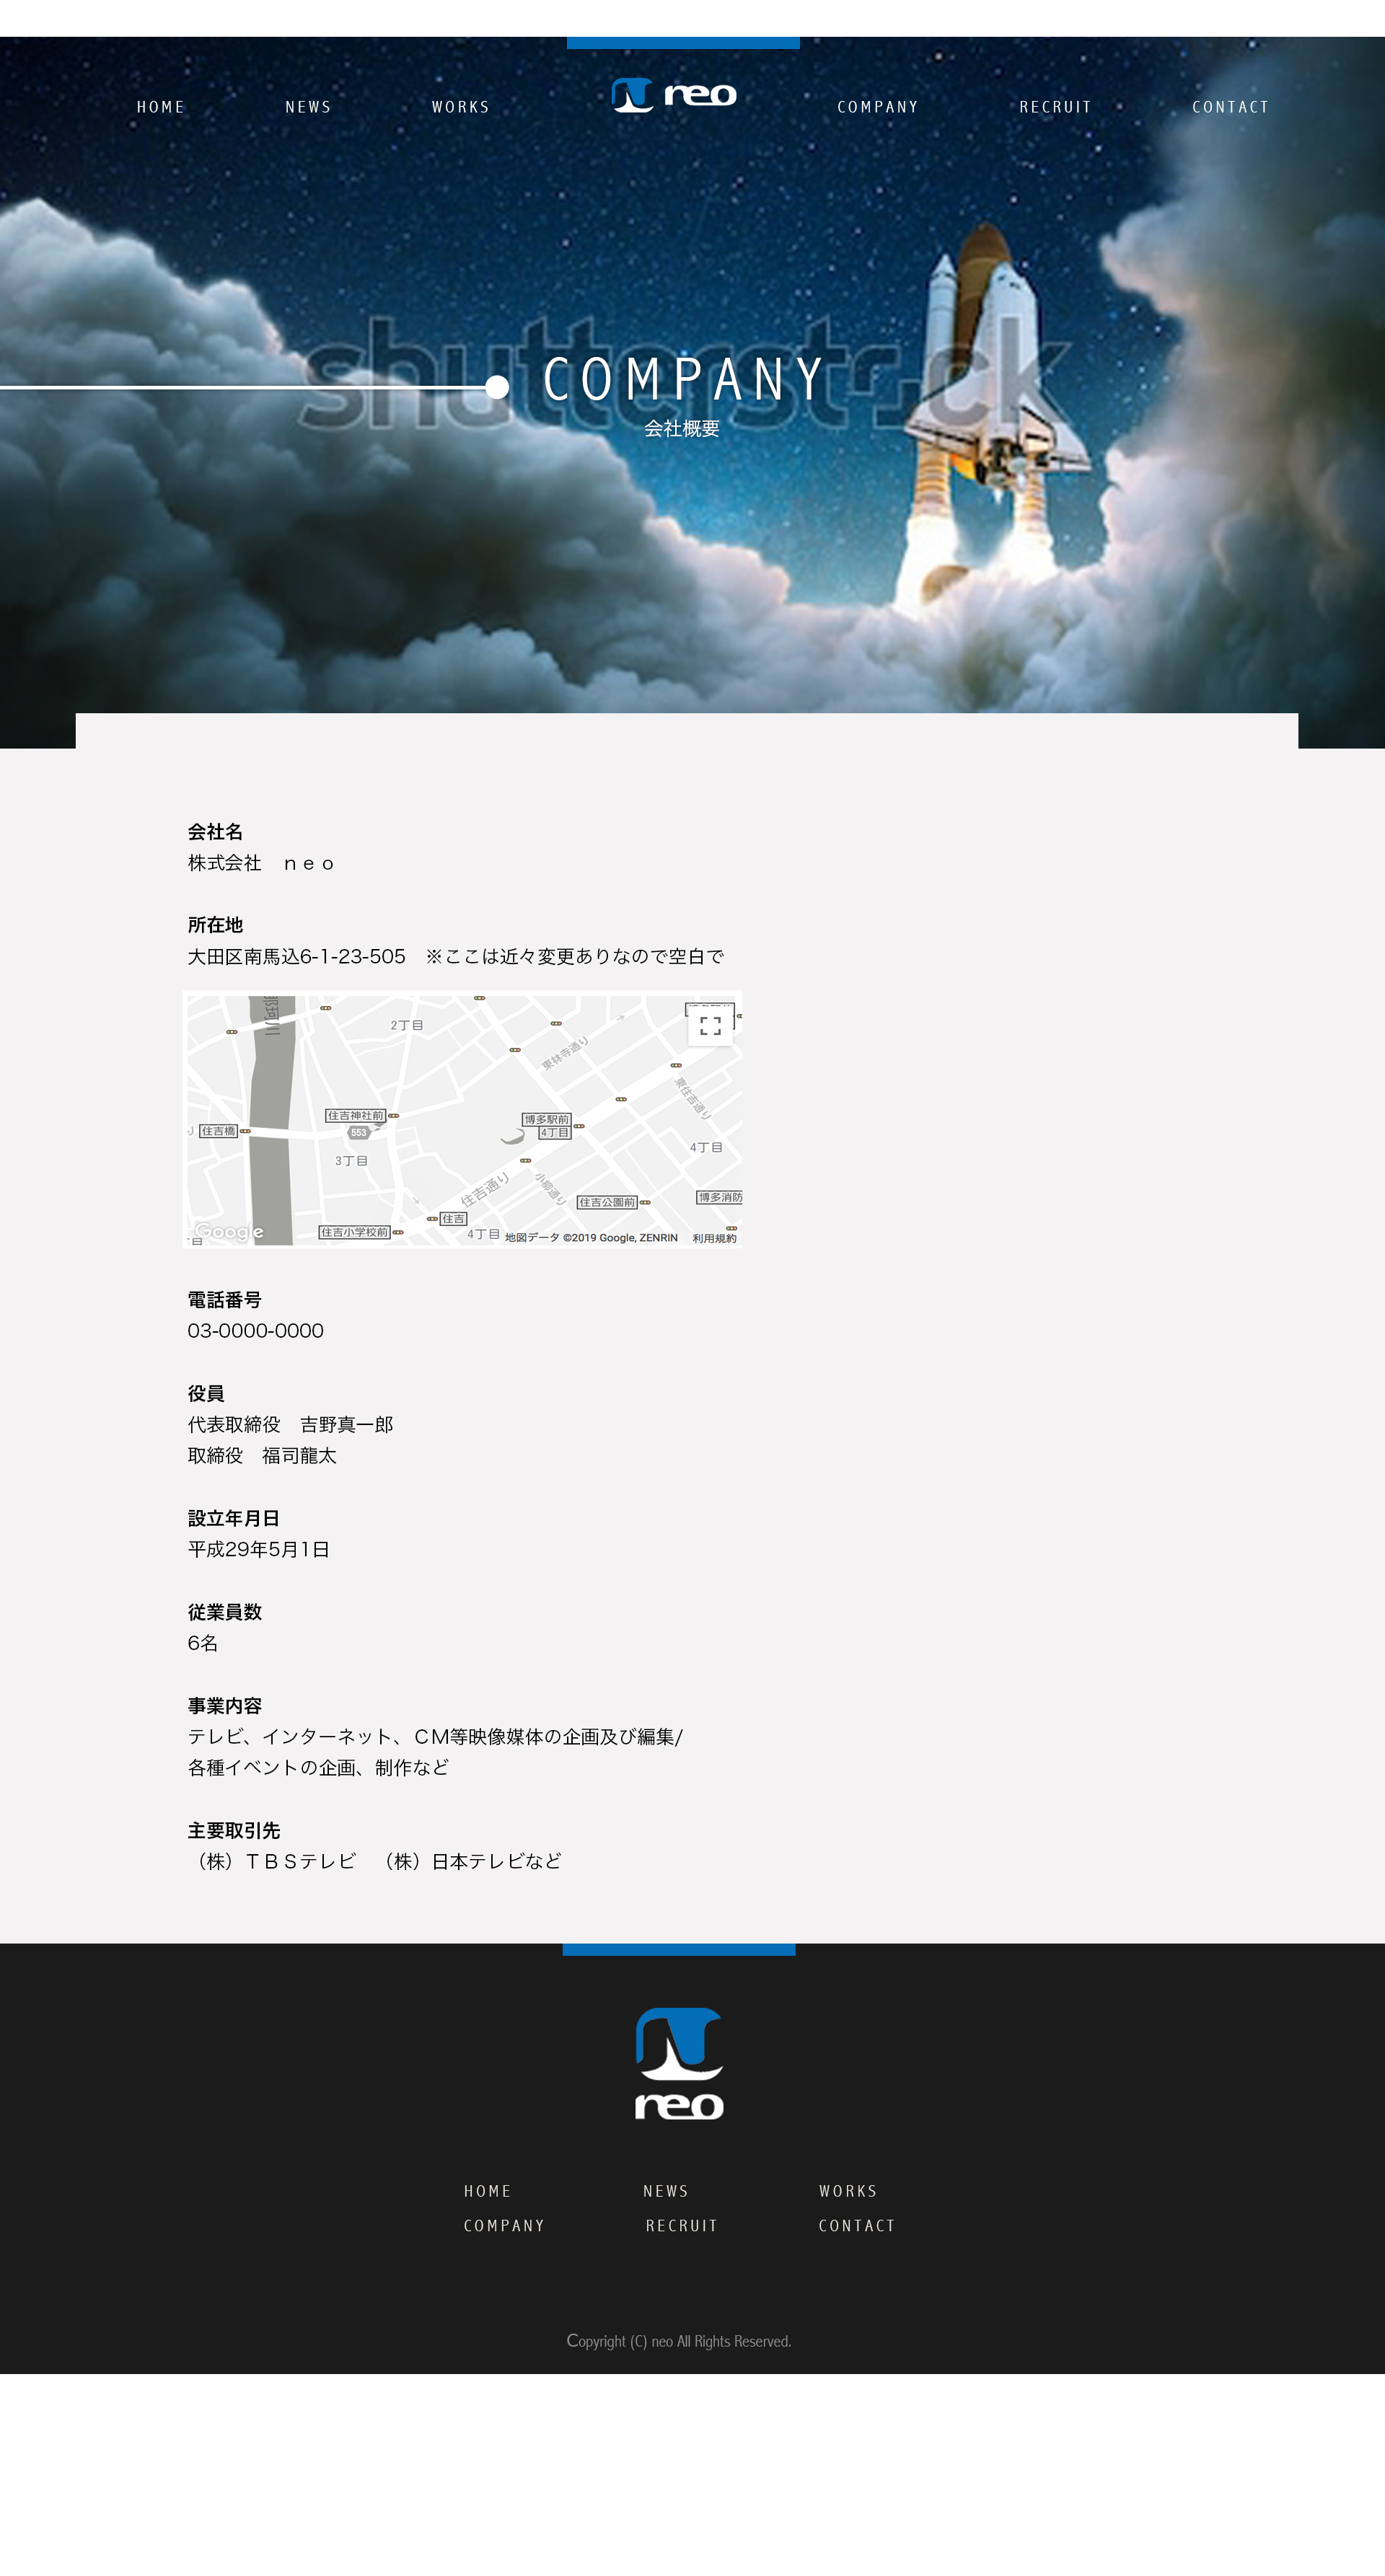 HOME
NEWS
WORKS
neo
COMPANY
RECRUIT
CONTACT
shutterstock
COMPANY
会社概要
会社名
株式会社　ｎｅｏ
所在地
大田区南馬込6-1-23-505　※ここは近々変更ありなので空白で
2丁目
東林寺通り
東住吉通り
住吉神社前
博多駅前
4丁目
住吉橋
553
3丁目
4丁目
住吉通り
小柳通り
住吉公園前
博多消防
住吉
住吉小学校前
4丁目
Google
地図データ ©2019 Google, ZENRIN　利用規約
電話番号
03-0000-0000
役員
代表取締役　吉野真一郎
取締役　福司龍太
設立年月日
平成29年5月1日
従業員数
6名
事業内容
テレビ、インターネット、ＣＭ等映像媒体の企画及び編集/
各種イベントの企画、制作など
主要取引先
（株）ＴＢＳテレビ　（株）日本テレビなど
neo
HOME
NEWS
WORKS
COMPANY
RECRUIT
CONTACT
Copyright (C) neo All Rights Reserved.